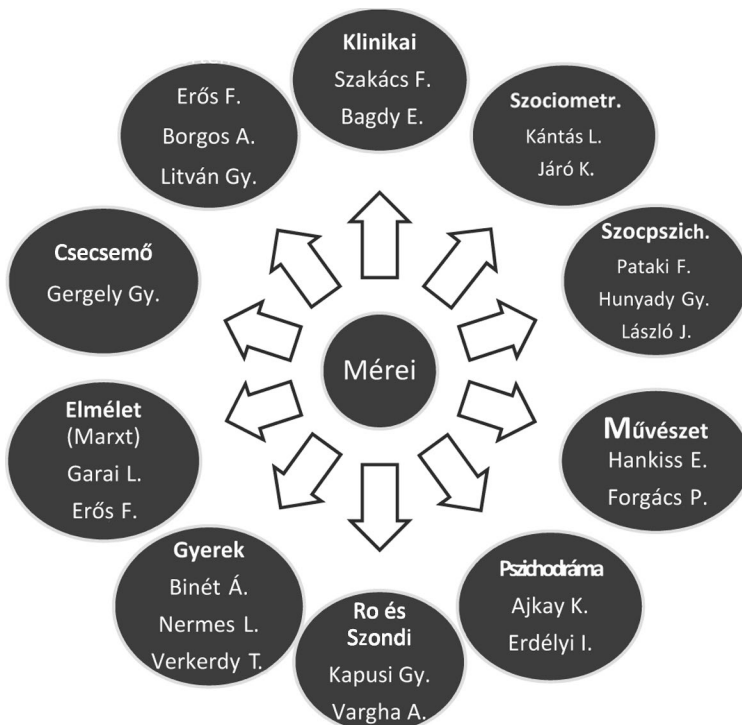 Klinikai
Szakács F.
Bagdy E.
Szociometr.
Kántás L.
Járó K.
Szocpszich.
Pataki F.
Hunyady Gy.
László J.
Művészet
Hankiss E.
Forgács P.
Pszichodráma
Ajkay K.
Erdélyi I.
Ro és
Szondi
Kapusi Gy.
Vargha A.
Gyerek
Binét Á.
Nermes L.
Verkerdy T.
Elmélet
(Marxt)
Garai L.
Erős F.
Csecsemő
Gergely Gy.
Erős F.
Borgos A.
Litván Gy.
Mérei